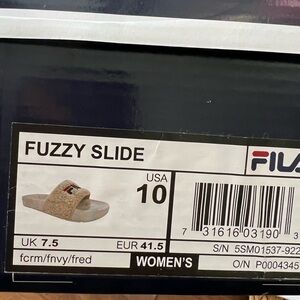 FUZZY SLIDE
FILA
USA
10
7 31616 03190 3
UK 7.5
EUR 41.5
S/N 5SM01537-922
fcrm/fnvy/fred
WOMEN'S
O/N P0004345